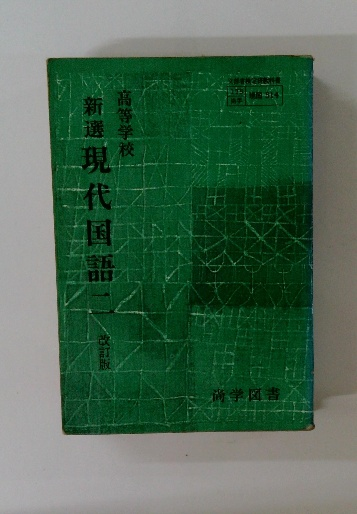 高等学校
新選現代国語二
改訂版
尚学図書